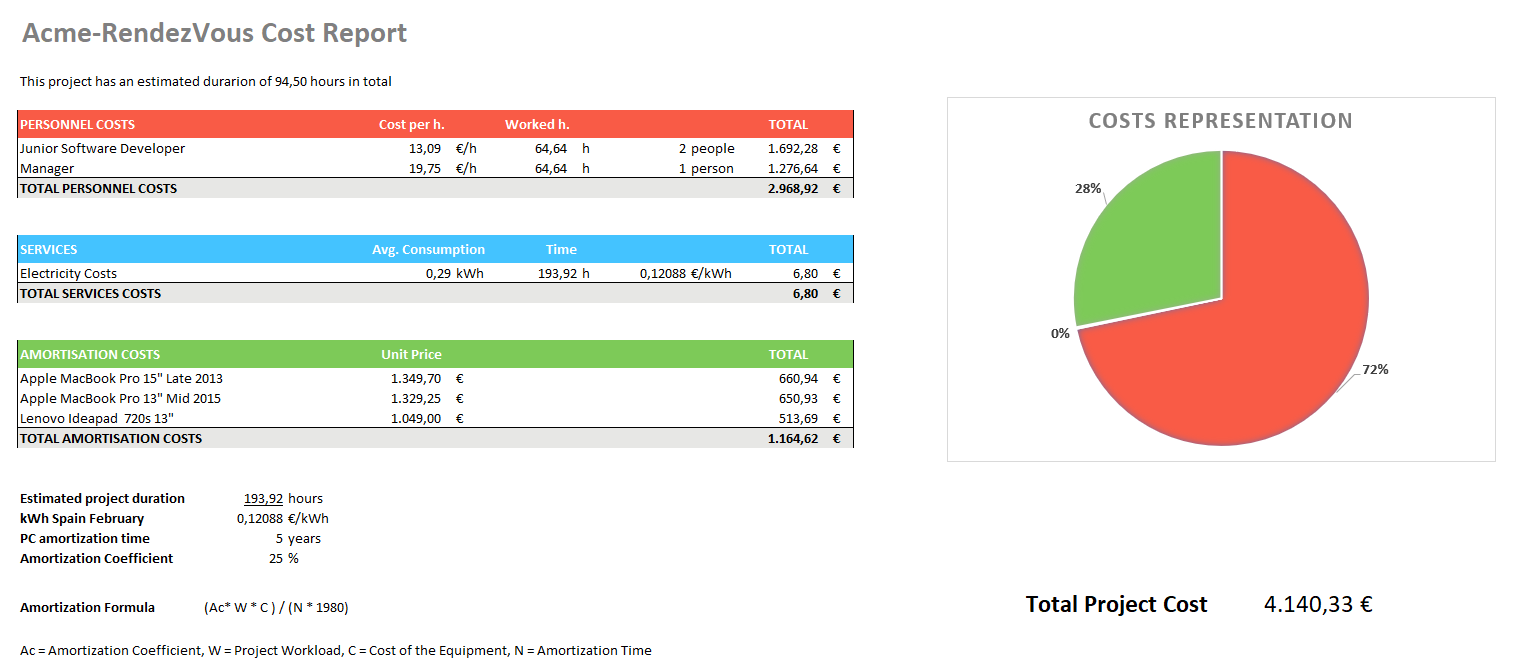 Acme-RendezVous Cost Report
This project has an estimated durarion of 94,50 hours in total
PERSONNEL COSTS Cost per h. Worked h. TOTAL
Junior Software Developer 13,09 €/h 64,64 h 2 people 1.692,28 €
Manager 19,75 €/h 64,64 h 1 person 1.276,64 €
TOTAL PERSONNEL COSTS 2.968,92 €
SERVICES Avg. Consumption Time TOTAL
Electricity Costs 0,29 kWh 193,92 h 0,12088 €/kWh 6,80 €
TOTAL SERVICES COSTS 6,80 €
AMORTISATION COSTS Unit Price TOTAL
Apple MacBook Pro 15" Late 2013 1.349,70 € 660,94 €
Apple MacBook Pro 13" Mid 2015 1.329,25 € 650,93 €
Lenovo Ideapad 720s 13" 1.049,00 € 513,69 €
TOTAL AMORTISATION COSTS 1.164,62 €
Estimated project duration 193,92 hours
kWh Spain February 0,12088 €/kWh
PC amortization time 5 years
Amortization Coefficient 25 %
Amortization Formula (Ac* W * C ) / (N * 1980)
Ac = Amortization Coefficient, W = Project Workload, C = Cost of the Equipment, N = Amortization Time
COSTS REPRESENTATION
28%
0%
72%
Total Project Cost 4.140,33 €